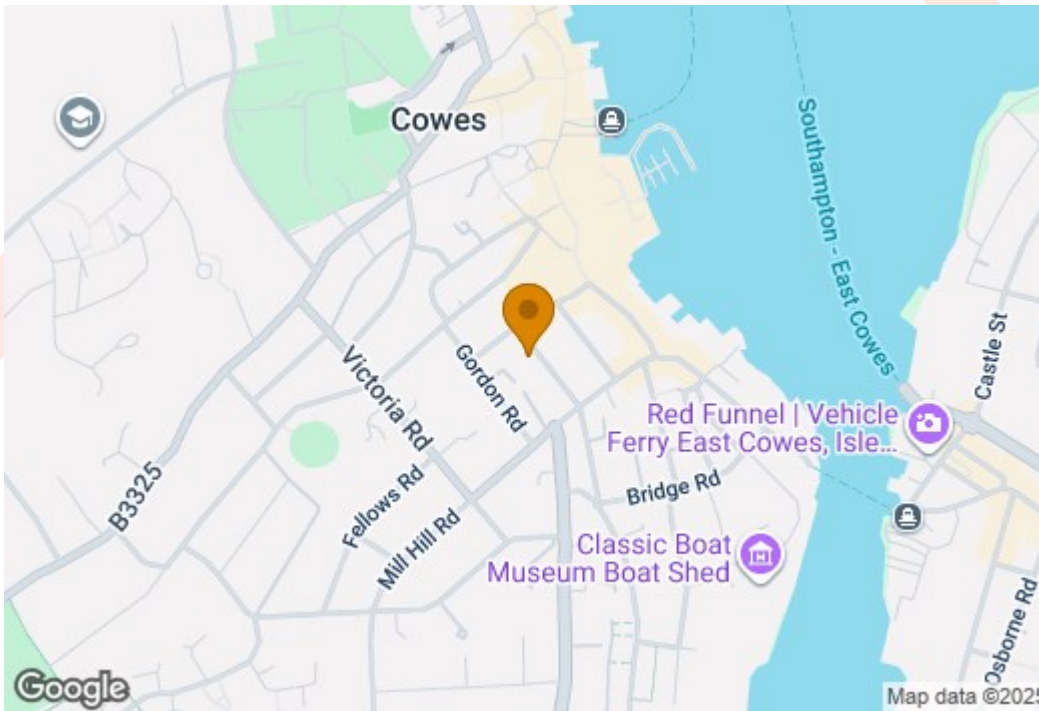 Cowes
Southampton - East Cowes
Castle St
Gordon Rd
Victoria Rd
Red Funnel | Vehicle
Ferry East Cowes, Isle...
B3325
Fellows Rd
Mill Hill Rd
Bridge Rd
Classic Boat
Museum Boat Shed
Osborne Rd
Google
Map data ©2025